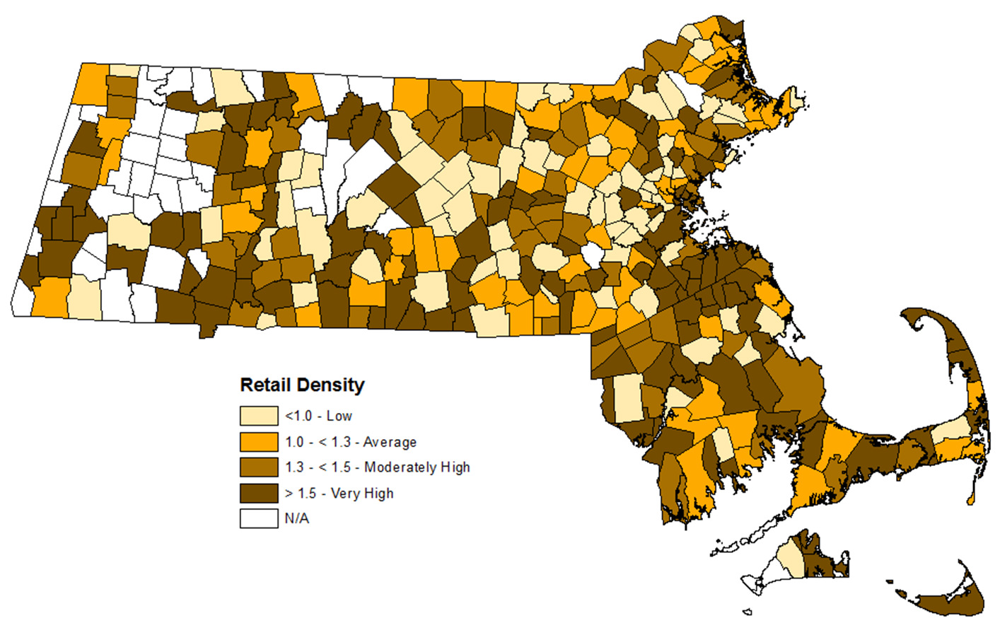 Retail Density
<1.0 - Low
1.0 - < 1.3 - Average
1.3 - < 1.5 - Moderately High
> 1.5 - Very High
N/A